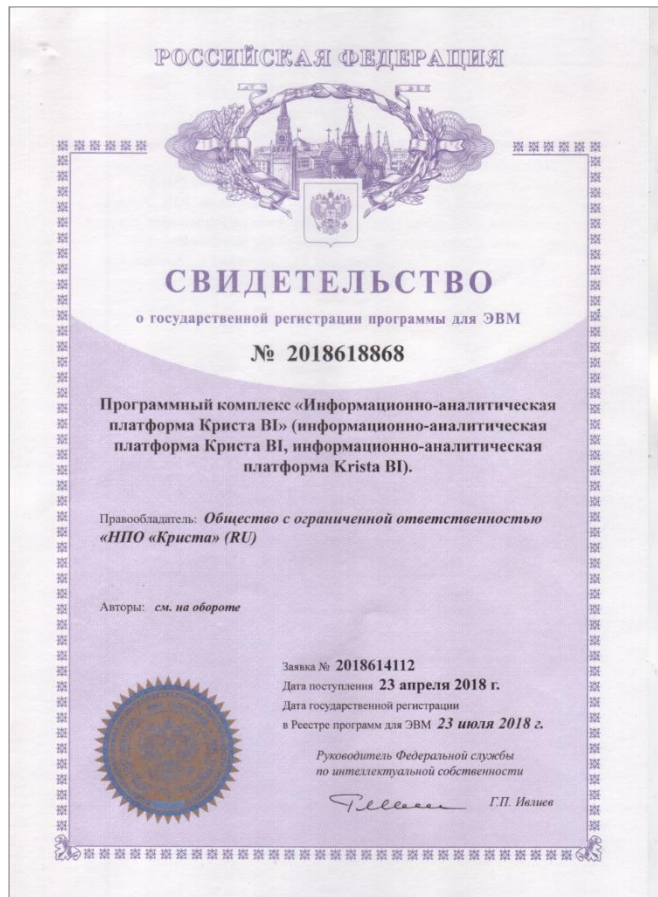 РОССИЙСКАЯ ФЕДЕРАЦИЯ
СВИДЕТЕЛЬСТВО
о государственной регистрации программы для ЭВМ
№ 2018618868
Программный комплекс «Информационно-аналитическая
платформа Криста BI» (информационно-аналитическая
платформа Криста BI, информационно-аналитическая
платформа Krista BI).
Правообладатель: Общество с ограниченной ответственностью
«НПО «Криста» (RU)
Авторы: см. на обороте
Заявка № 2018614112
Дата поступления 23 апреля 2018 г.
Дата государственной регистрации
в Реестре программ для ЭВМ 23 июля 2018 г.
Руководитель Федеральной службы
по интеллектуальной собственности
Г.П. Ивлиев